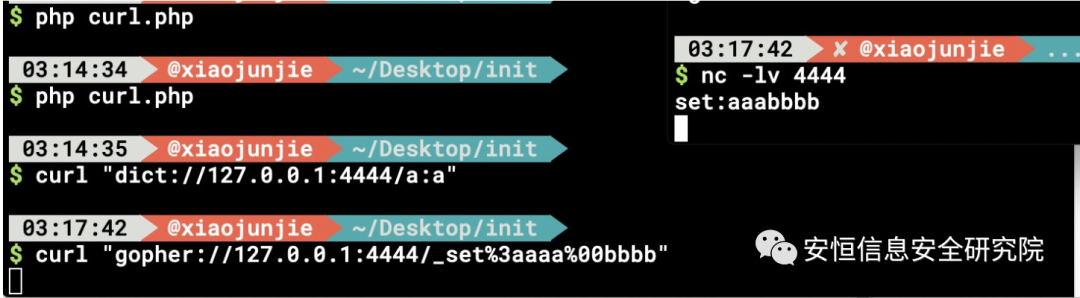 $ php curl.php
03:14:34 @xiaojunjie ~/Desktop/init
$ php curl.php
03:14:35 @xiaojunjie ~/Desktop/init
$ curl "dict://127.0.0.1:4444/a:a"
03:17:42 @xiaojunjie ~/Desktop/init
$ curl "gopher://127.0.0.1:4444/_set%3aaaa%00bbbb"
03:17:42 ✘ @xiaojunjie ...
$ nc -lv 4444
set:aaabbbb
安恒信息安全研究院